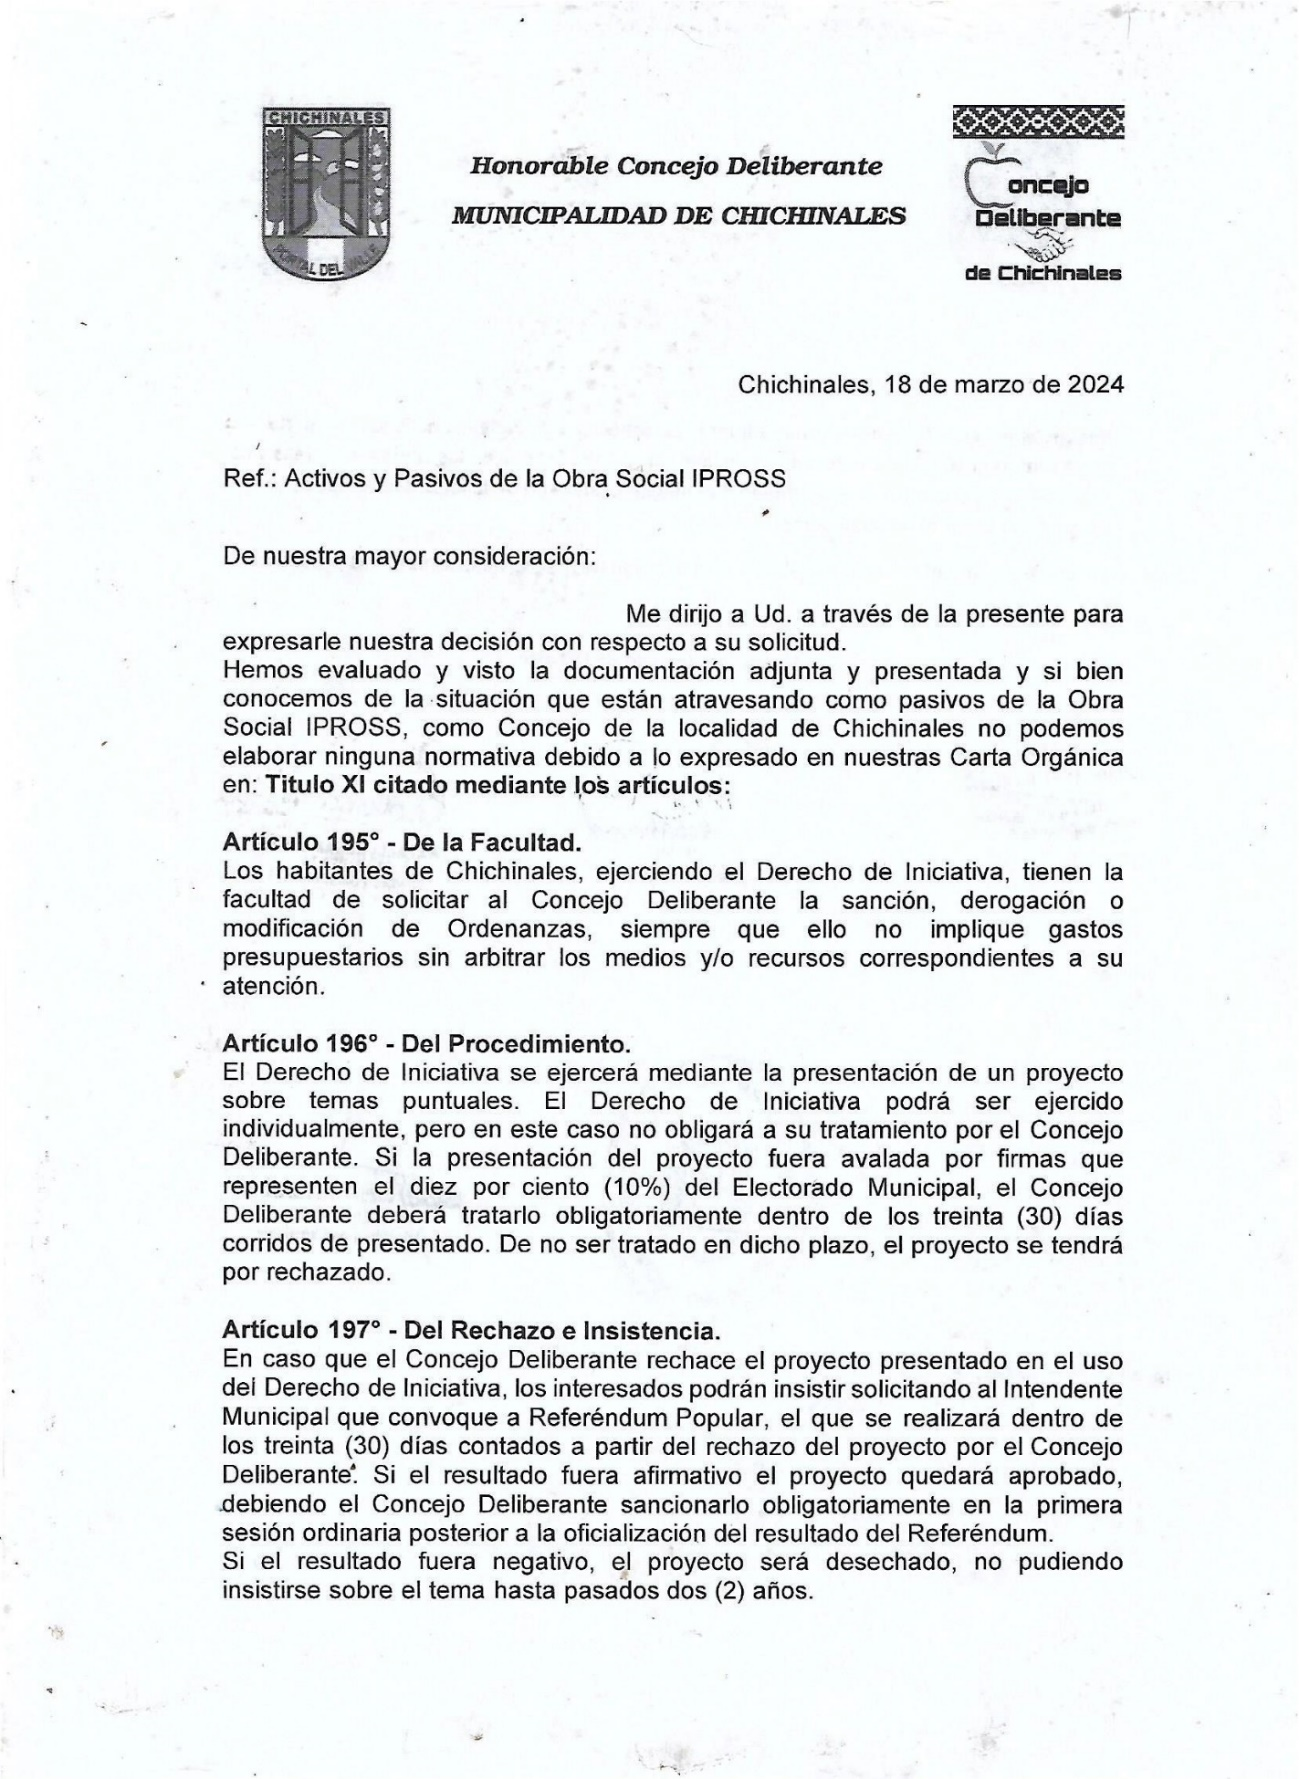 CHICHINALES
PORTAL DEL VALLE
Honorable Concejo Deliberante
MUNICIPALIDAD DE CHICHINALES
Concejo
Deliberante
de Chichinales
Chichinales, 18 de marzo de 2024
Ref.: Activos y Pasivos de la Obra Social IPROSS
De nuestra mayor consideración:
Me dirijo a Ud. a través de la presente para
expresarle nuestra decisión con respecto a su solicitud.
Hemos evaluado y visto la documentación adjunta y presentada y si bien
conocemos de la situación que están atravesando como pasivos de la Obra
Social IPROSS, como Concejo de la localidad de Chichinales no podemos
elaborar ninguna normativa debido a lo expresado en nuestras Carta Orgánica
en: Titulo XI citado mediante los artículos:
Artículo 195° - De la Facultad.
Los habitantes de Chichinales, ejerciendo el Derecho de Iniciativa, tienen la
facultad de solicitar al Concejo Deliberante la sanción, derogación o
modificación de Ordenanzas, siempre que ello no implique gastos
presupuestarios sin arbitrar los medios y/o recursos correspondientes a su
atención.
Artículo 196° - Del Procedimiento.
El Derecho de Iniciativa se ejercerá mediante la presentación de un proyecto
sobre temas puntuales. El Derecho de Iniciativa podrá ser ejercido
individualmente, pero en este caso no obligará a su tratamiento por el Concejo
Deliberante. Si la presentación del proyecto fuera avalada por firmas que
representen el diez por ciento (10%) del Electorado Municipal, el Concejo
Deliberante deberá tratarlo obligatoriamente dentro de los treinta (30) días
corridos de presentado. De no ser tratado en dicho plazo, el proyecto se tendrá
por rechazado.
Artículo 197° - Del Rechazo e Insistencia.
En caso que el Concejo Deliberante rechace el proyecto presentado en el uso
del Derecho de Iniciativa, los interesados podrán insistir solicitando al Intendente
Municipal que convoque a Referéndum Popular, el que se realizará dentro de
los treinta (30) días contados a partir del rechazo del proyecto por el Concejo
Deliberante. Si el resultado fuera afirmativo el proyecto quedará aprobado,
debiendo el Concejo Deliberante sancionarlo obligatoriamente en la primera
sesión ordinaria posterior a la oficialización del resultado del Referéndum.
Si el resultado fuera negativo, el proyecto será desechado, no pudiendo
insistirse sobre el tema hasta pasados dos (2) años.